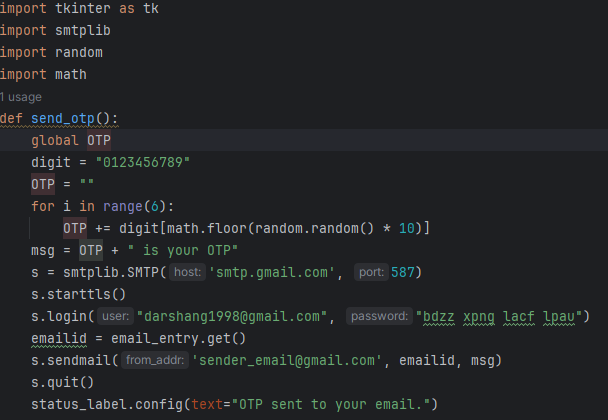 import tkinter as tk
import smtplib
import random
import math
1 usage
def send_otp():
global OTP
digit = "0123456789"
OTP = ""
for i in range(6):
OTP += digit[math.floor(random.random() * 10)]
msg = OTP + " is your OTP"
s = smtplib.SMTP( host: 'smtp.gmail.com', port: 587)
s.starttls()
s.login( user: "darshang1998@gmail.com", password: "bdzz xpng lacf lpau")
emailid = email_entry.get()
s.sendmail( from_addr: 'sender_email@gmail.com', emailid, msg)
s.quit()
status_label.config(text="OTP sent to your email.")